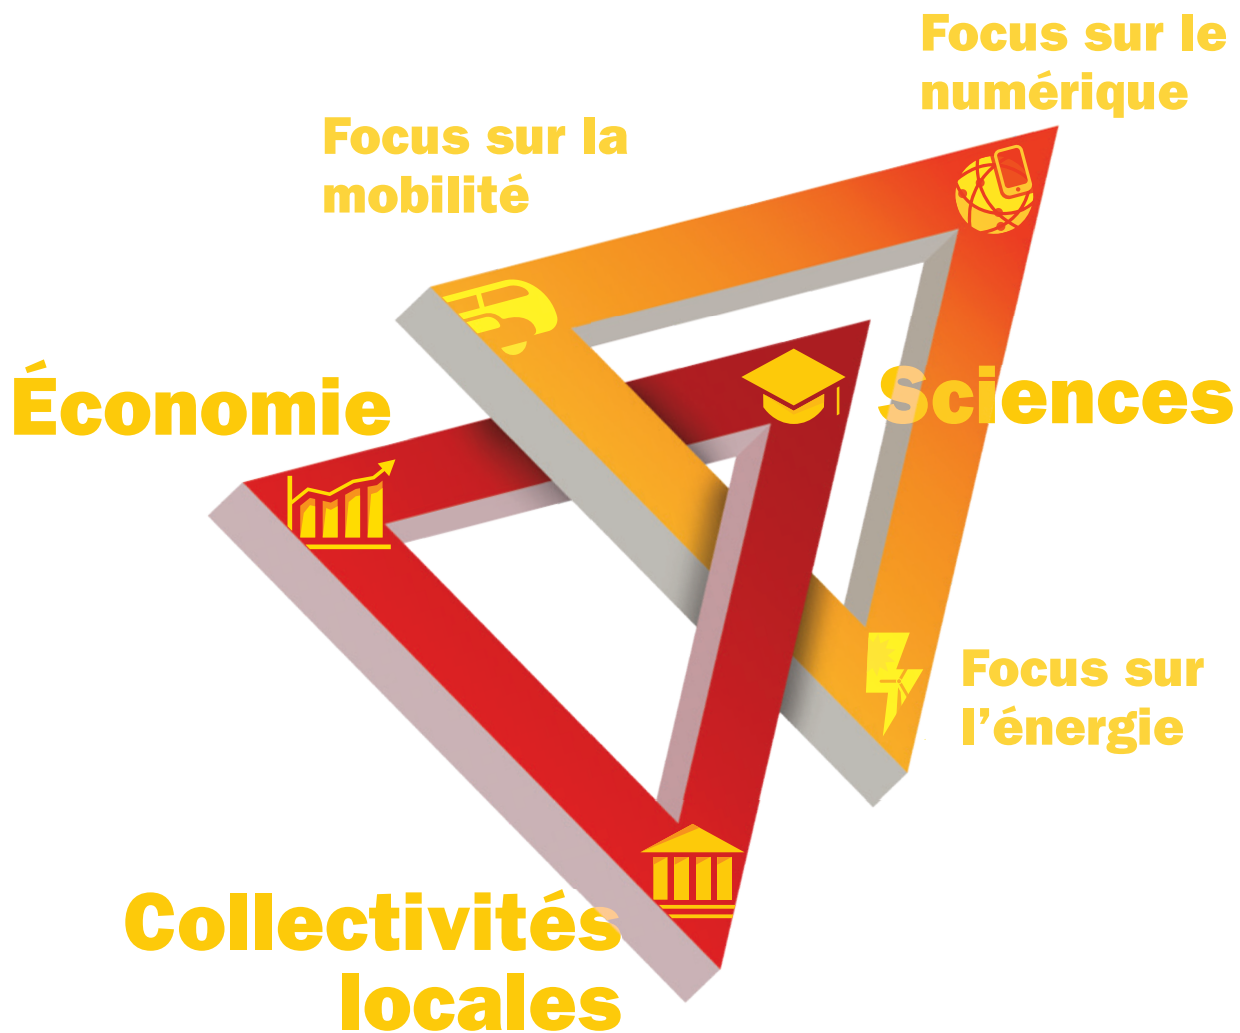 Focus sur le
numérique
Focus sur la
mobilité
Économie
Sciences
Focus sur
l’énergie
Collectivités
locales